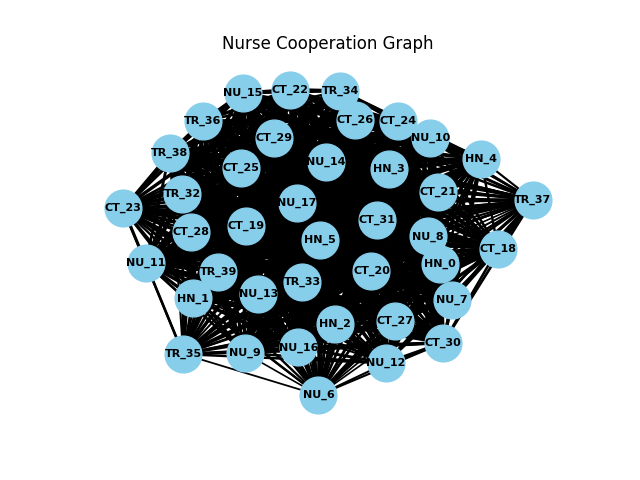 Nurse Cooperation Graph
NU_15
CT_22
TR_34
TR_36
CT_26
CT_24
CT_29
NU_10
TR_38
NU_14
HN_4
CT_25
HN_3
TR_32
CT_21
TR_37
CT_23
NU_17
CT_31
CT_28
CT_19
HN_5
NU_8
CT_18
NU_11
TR_39
CT_20
HN_0
TR_33
HN_1
NU_13
NU_7
HN_2
CT_27
CT_30
TR_35
NU_9
NU_16
NU_12
NU_6